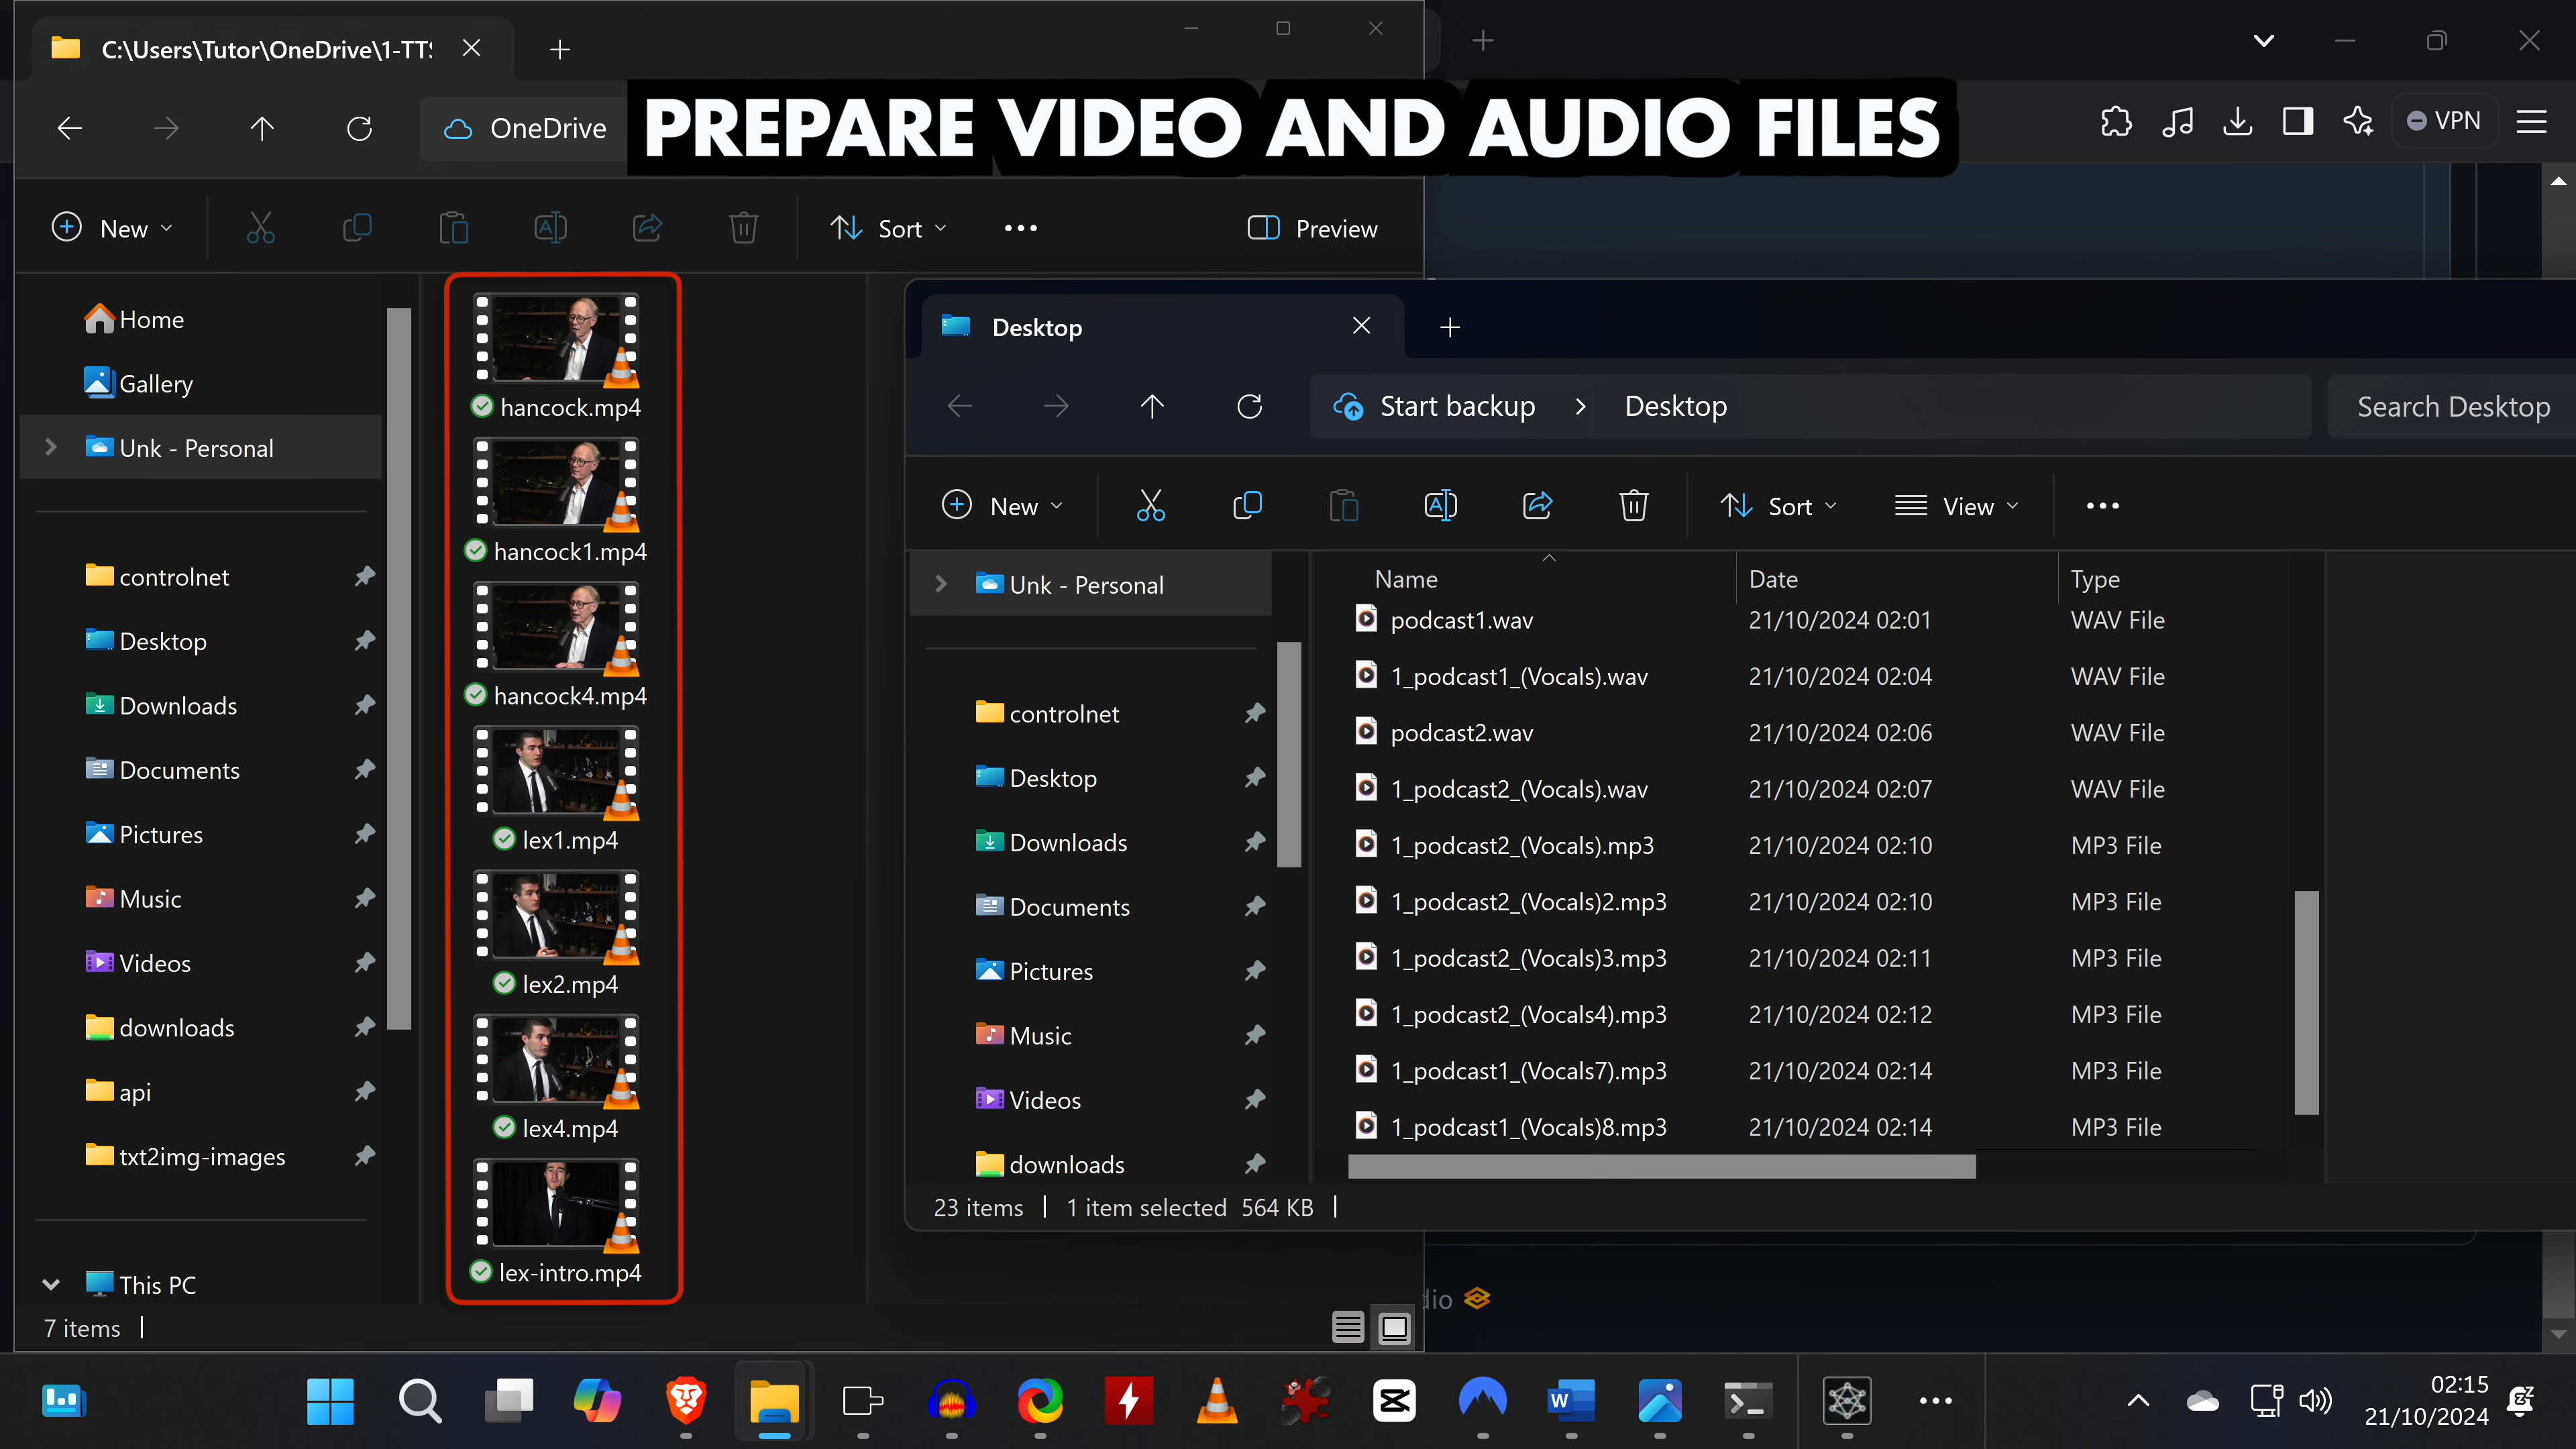 C:\Users\Tutor\OneDrive\1-TTS
OneDrive
PREPARE VIDEO AND AUDIO FILES
VPN
New
Sort
Preview
Home
Gallery
Unk - Personal
controlnet
Desktop
Downloads
Documents
Pictures
Music
Videos
downloads
api
txt2img-images
This PC
7 items
hancock.mp4
hancock1.mp4
hancock4.mp4
lex1.mp4
lex2.mp4
lex4.mp4
lex-intro.mp4
Desktop
Start backup > Desktop
Search Desktop
New
Sort
View
Unk - Personal
controlnet
Desktop
Downloads
Documents
Pictures
Music
Videos
downloads
Name Date Type
podcast1.wav 21/10/2024 02:01 WAV File
1_podcast1_(Vocals).wav 21/10/2024 02:04 WAV File
podcast2.wav 21/10/2024 02:06 WAV File
1_podcast2_(Vocals).wav 21/10/2024 02:07 WAV File
1_podcast2_(Vocals).mp3 21/10/2024 02:10 MP3 File
1_podcast2_(Vocals)2.mp3 21/10/2024 02:10 MP3 File
1_podcast2_(Vocals)3.mp3 21/10/2024 02:11 MP3 File
1_podcast2_(Vocals4).mp3 21/10/2024 02:12 MP3 File
1_podcast1_(Vocals7).mp3 21/10/2024 02:14 MP3 File
1_podcast1_(Vocals)8.mp3 21/10/2024 02:14 MP3 File
23 items 1 item selected 564 KB
dio
02:15
21/10/2024